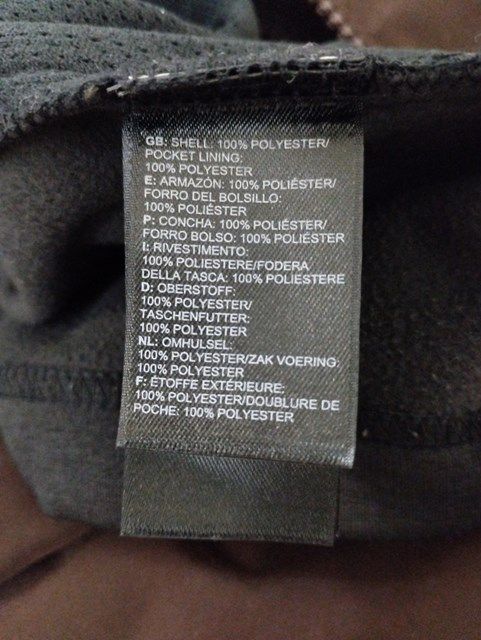 GB: SHELL: 100% POLYESTER/
POCKET LINING:
100% POLYESTER
E: ARMAZÓN: 100% POLIÉSTER/
FORRO DEL BOLSILLO:
100% POLIÉSTER
P: CONCHA: 100% POLIÉSTER/
FORRO BOLSO: 100% POLIÉSTER
I: RIVESTIMENTO:
100% POLIESTERE/FODERA
DELLA TASCA: 100% POLIESTERE
D: OBERSTOFF:
100% POLYESTER/
TASCHENFUTTER:
100% POLYESTER
NL: OMHULSEL:
100% POLYESTER/ZAK VOERING:
100% POLYESTER
F: ÉTOFFE EXTÉRIEURE:
100% POLYESTER/DOUBLURE DE
POCHE: 100% POLYESTER